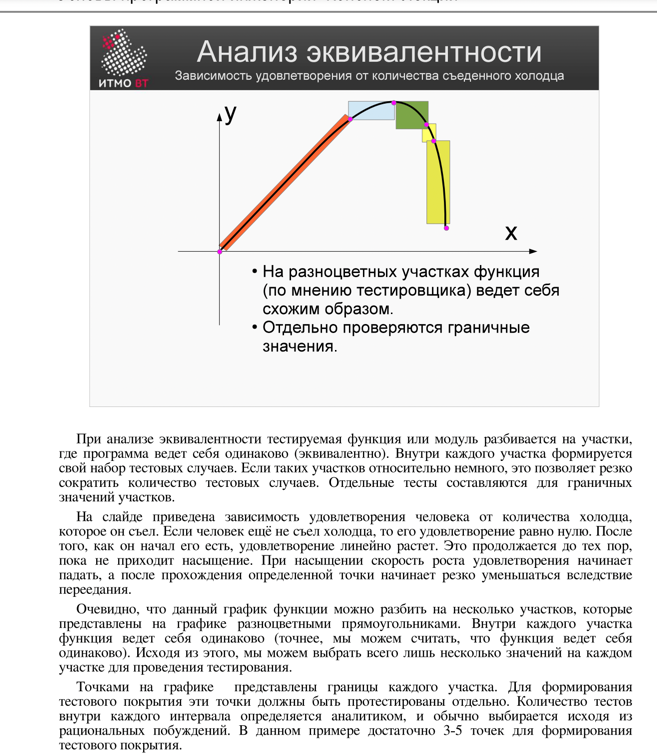 Основы программной инженерии. Конспект лекций
ИТМО ВТ
Анализ эквивалентности
Зависимость удовлетворения от количества съеденного холодца
y
x
• На разноцветных участках функция
(по мнению тестировщика) ведет себя
схожим образом.
• Отдельно проверяются граничные
значения.
При анализе эквивалентности тестируемая функция или модуль разбивается на участки,
где программа ведет себя одинаково (эквивалентно). Внутри каждого участка формируется
свой набор тестовых случаев. Если таких участков относительно немного, это позволяет резко
сократить количество тестовых случаев. Отдельные тесты составляются для граничных
значений участков.
На слайде приведена зависимость удовлетворения человека от количества холодца,
которое он съел. Если человек ещё не съел холодца, то его удовлетворение равно нулю. После
того, как он начал его есть, удовлетворение линейно растет. Это продолжается до тех пор,
пока не приходит насыщение. При насыщении скорость роста удовлетворения начинает
падать, а после прохождения определенной точки начинает резко уменьшаться вследствие
переедания.
Очевидно, что данный график функции можно разбить на несколько участков, которые
представлены на графике разноцветными прямоугольниками. Внутри каждого участка
функция ведет себя одинаково (точнее, мы можем считать, что функция ведет себя
одинаково). Исходя из этого, мы можем выбрать всего лишь несколько значений на каждом
участке для проведения тестирования.
Точками на графике представлены границы каждого участка. Для формирования
тестового покрытия эти точки должны быть протестированы отдельно. Количество тестов
внутри каждого интервала определяется аналитиком, и обычно выбирается исходя из
рациональных побуждений. В данном примере достаточно 3-5 точек для формирования
тестового покрытия.